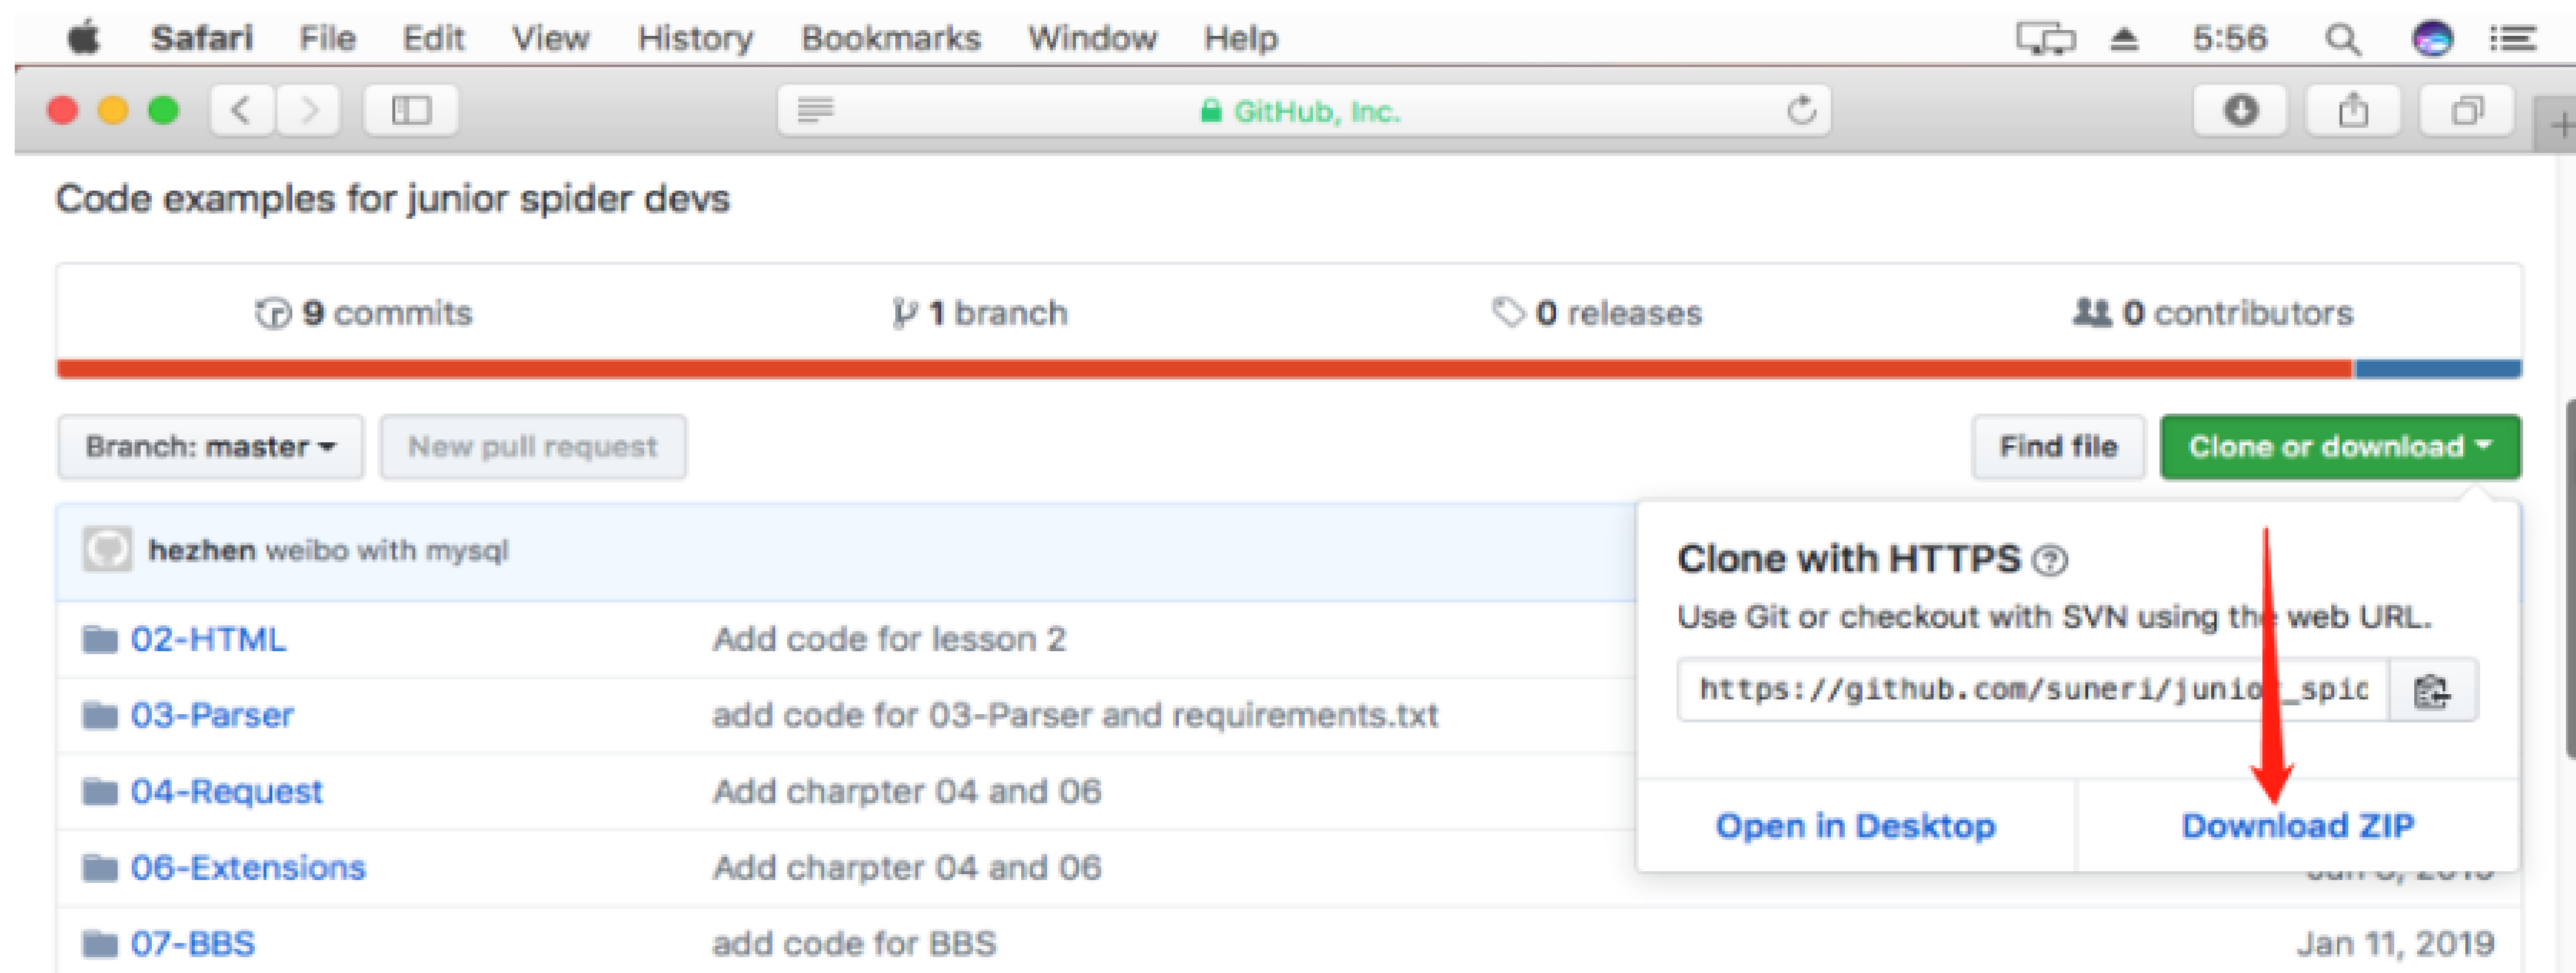 Safari File Edit View History Bookmarks Window Help 5:56
GitHub, Inc.
Code examples for junior spider devs
9 commits 1 branch 0 releases 0 contributors
Branch: master New pull request Find file Clone or download
hezhen weibo with mysql
Clone with HTTPS
Use Git or checkout with SVN using the web URL.
https://github.com/suneri/junior_spid
Open in Desktop Download ZIP
02-HTML Add code for lesson 2
03-Parser add code for 03-Parser and requirements.txt
04-Request Add charpter 04 and 06
06-Extensions Add charpter 04 and 06
07-BBS add code for BBS Jan 11, 2019